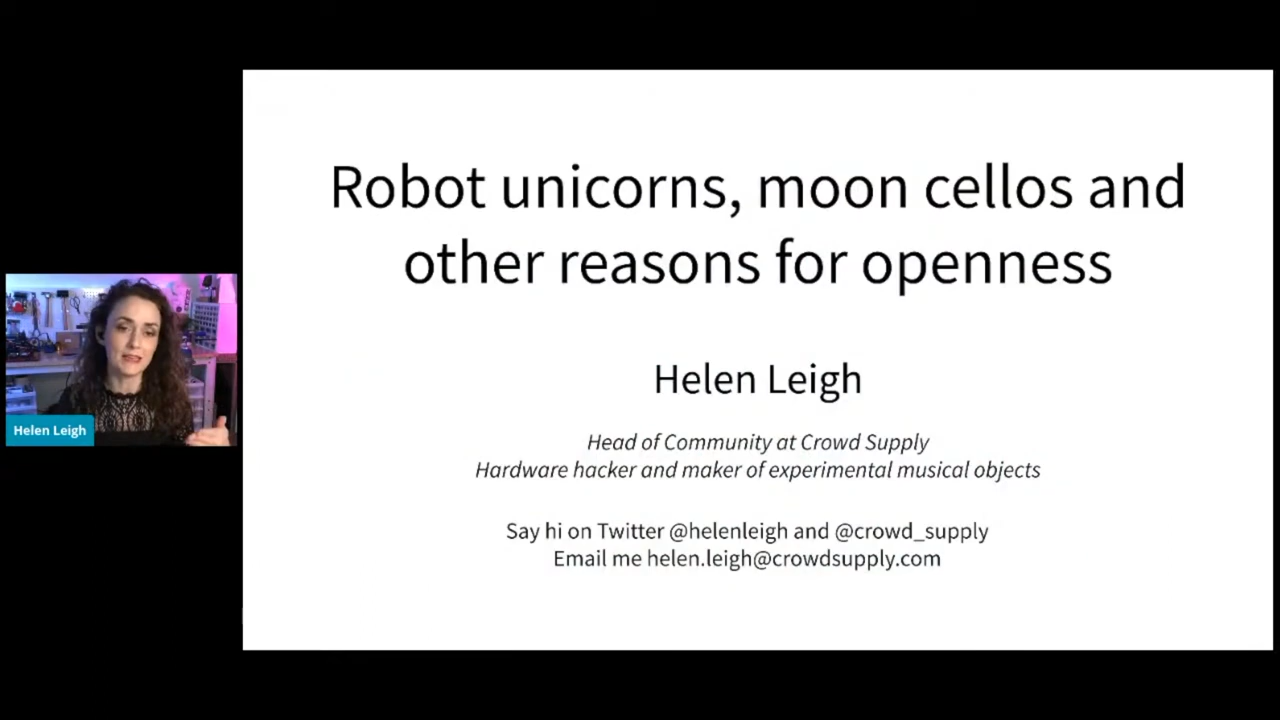 Robot unicorns, moon cellos and
other reasons for openness
Helen Leigh
Head of Community at Crowd Supply
Hardware hacker and maker of experimental musical objects
Say hi on Twitter @helenleigh and @crowd_supply
Email me helen.leigh@crowdsupply.com
Helen Leigh